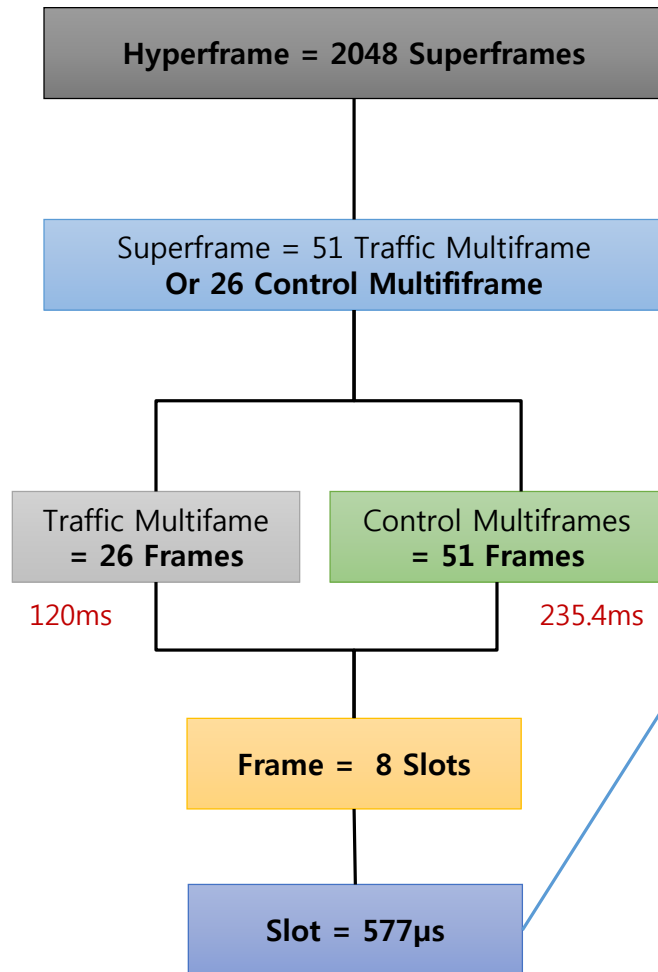 Hyperframe = 2048 Superframes
Superframe = 51 Traffic Multiframe
Or 26 Control Multififrame
Traffic Multifame
= 26 Frames
Control Multiframes
= 51 Frames
120ms
235.4ms
Frame =  8 Slots
Slot = 577μs